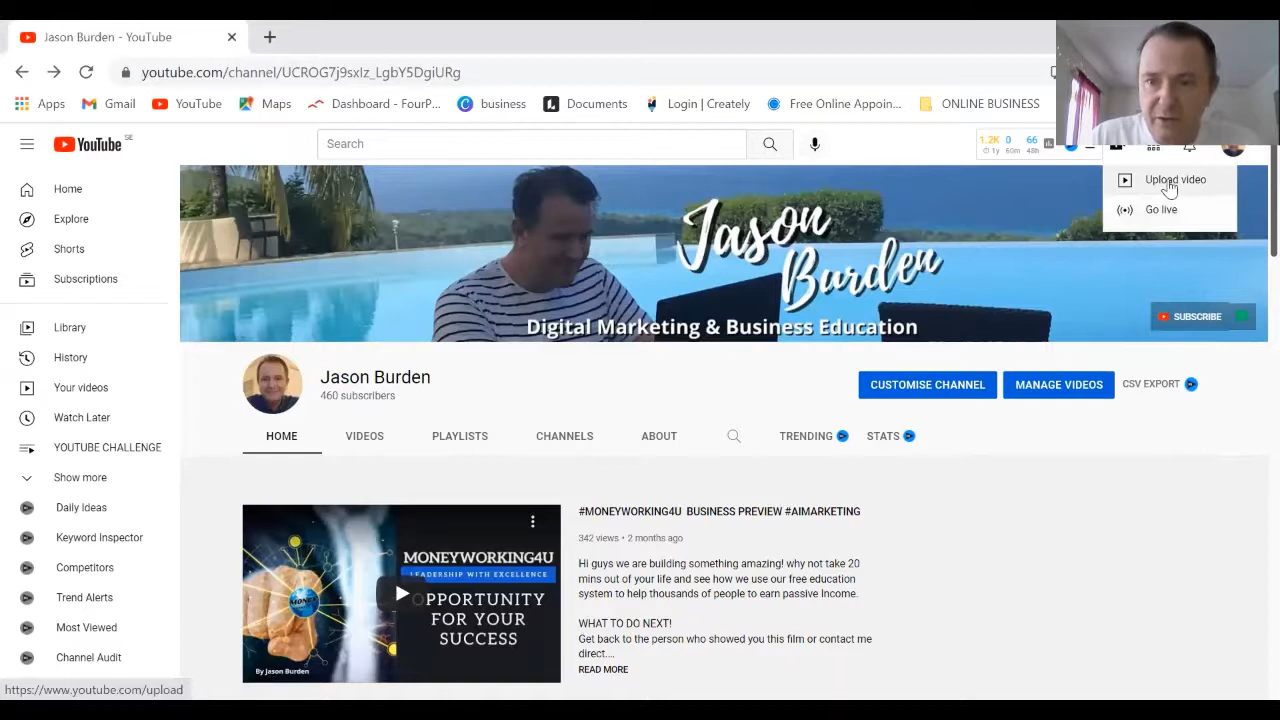 Jason Burden - YouTube
youtube.com/channel/UCROG7j9sxIz_LgbY5DgiURg
Apps
Gmail
YouTube
Maps
Dashboard - FourP...
business
Documents
Login | Creately
Free Online Appoin...
ONLINE BUSINESS
YouTube SE
Search
1.2K 0 66
1y 60m 48h
Upload video
Go live
Home
Explore
Shorts
Subscriptions
Library
History
Your videos
Watch Later
YOUTUBE CHALLENGE
Show more
Daily Ideas
Keyword Inspector
Competitors
Trend Alerts
Most Viewed
Channel Audit
Jason
Burden
Digital Marketing & Business Education
SUBSCRIBE
Jason Burden
460 subscribers
CUSTOMISE CHANNEL
MANAGE VIDEOS
CSV EXPORT
HOME
VIDEOS
PLAYLISTS
CHANNELS
ABOUT
TRENDING
STATS
MONEYWORKING4U
LEADERSHIP WITH EXCELLENCE
OPPORTUNITY
FOR YOUR
SUCCESS
By Jason Burden
#MONEYWORKING4U BUSINESS PREVIEW #AIMARKETING
342 views • 2 months ago
Hi guys we are building something amazing! why not take 20
mins out of your life and see how we use our free education
system to help thousands of people to earn passive Income.
WHAT TO DO NEXT!
Get back to the person who showed you this film or contact me
direct....
READ MORE
https://www.youtube.com/upload